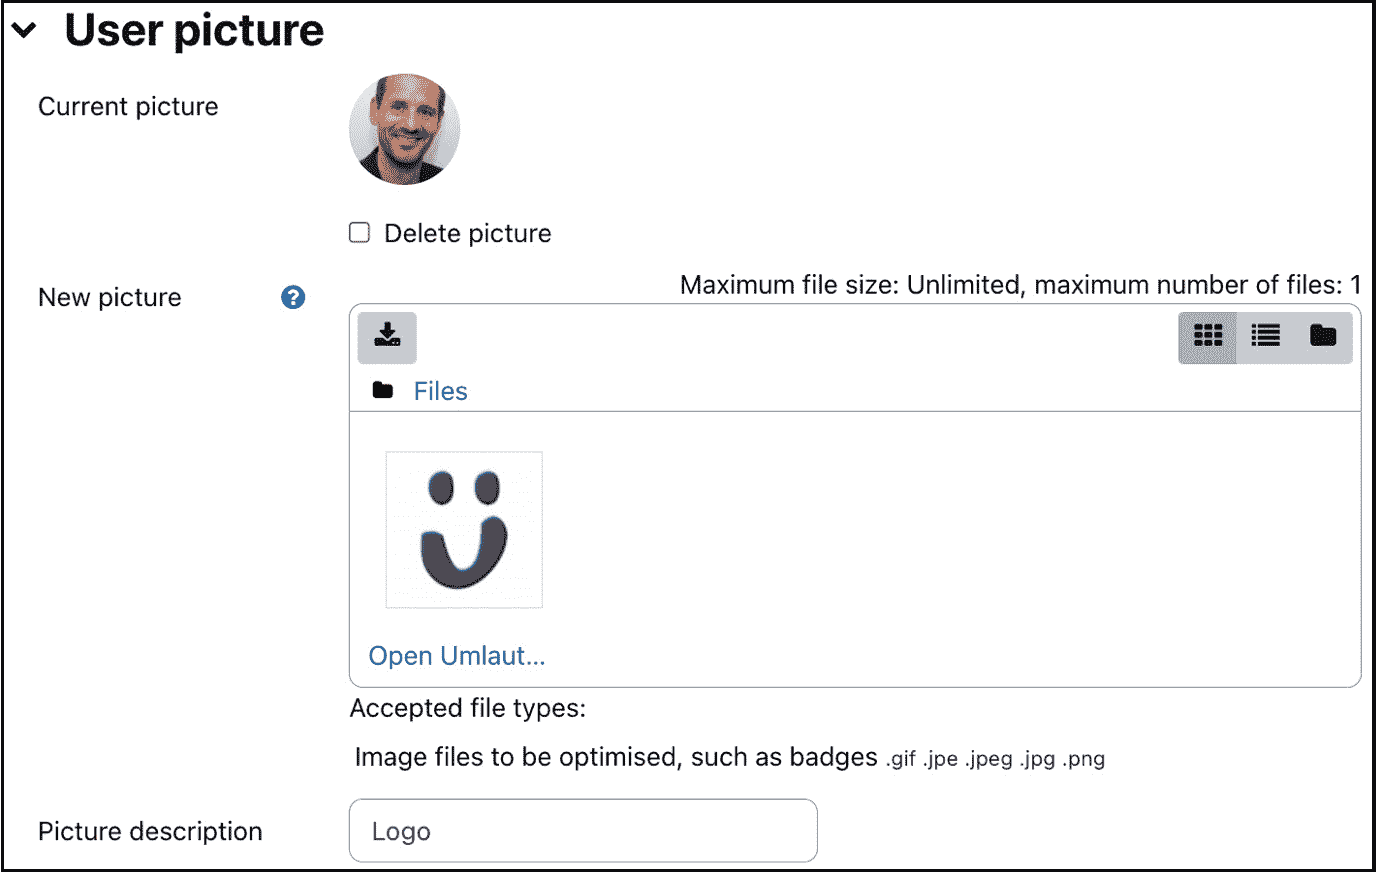 User picture
Current picture
Delete picture
New picture
?
Maximum file size: Unlimited, maximum number of files: 1
Files
Open Umlaut...
Accepted file types:
Image files to be optimised, such as badges .gif .jpe .jpeg .jpg .png
Picture description
Logo